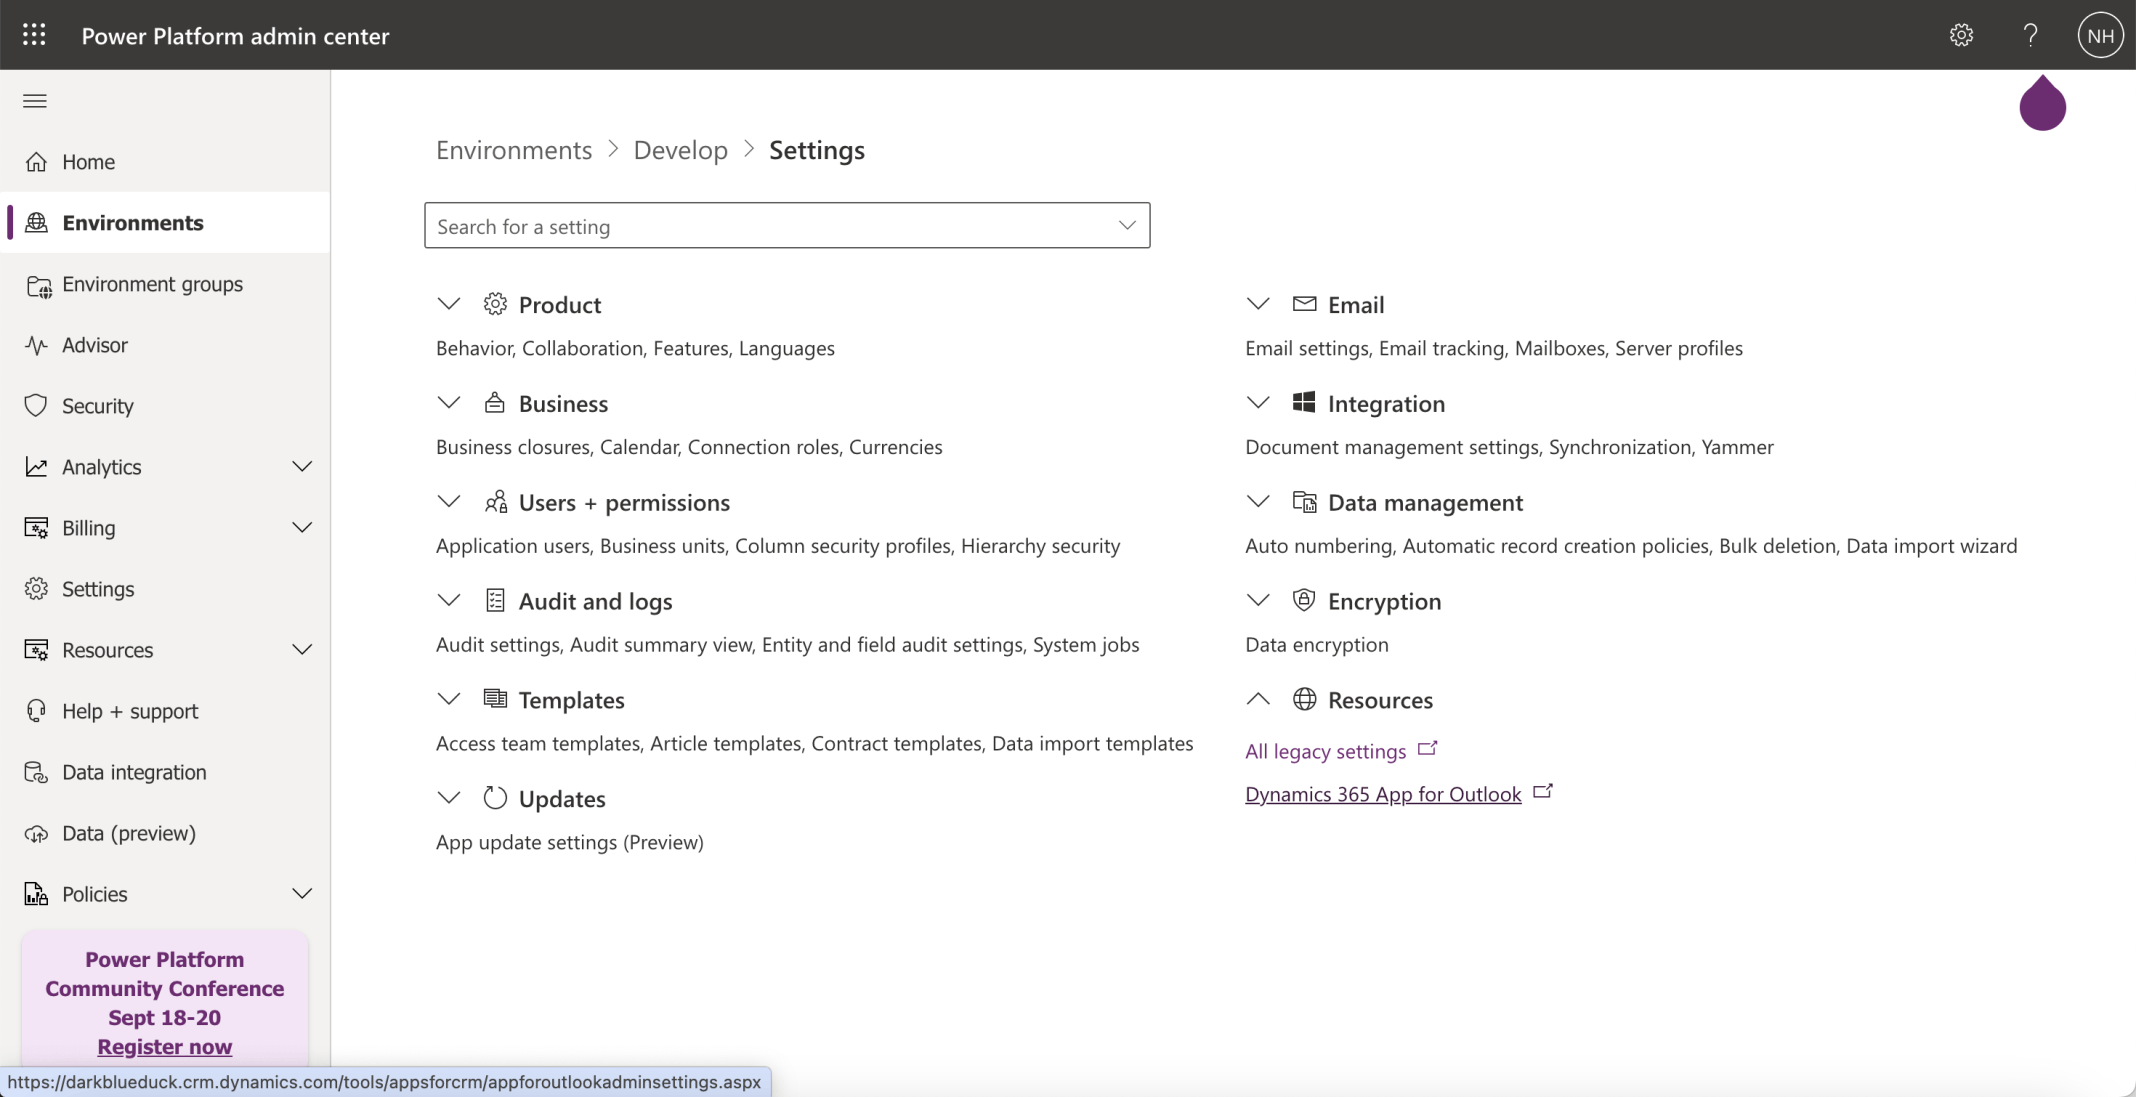 Power Platform admin center
?
NH
Home
Environments
Environment groups
Advisor
Security
Analytics
Billing
Settings
Resources
Help + support
Data integration
Data (preview)
Policies
Power Platform
Community Conference
Sept 18-20
Register now
Environments > Develop > Settings
Search for a setting
Product
Behavior, Collaboration, Features, Languages
Business
Business closures, Calendar, Connection roles, Currencies
Users + permissions
Application users, Business units, Column security profiles, Hierarchy security
Audit and logs
Audit settings, Audit summary view, Entity and field audit settings, System jobs
Templates
Access team templates, Article templates, Contract templates, Data import templates
Updates
App update settings (Preview)
Email
Email settings, Email tracking, Mailboxes, Server profiles
Integration
Document management settings, Synchronization, Yammer
Data management
Auto numbering, Automatic record creation policies, Bulk deletion, Data import wizard
Encryption
Data encryption
Resources
All legacy settings
Dynamics 365 App for Outlook
https://darkblueduck.crm.dynamics.com/tools/appsforcrm/appforoutlookadminsettings.aspx